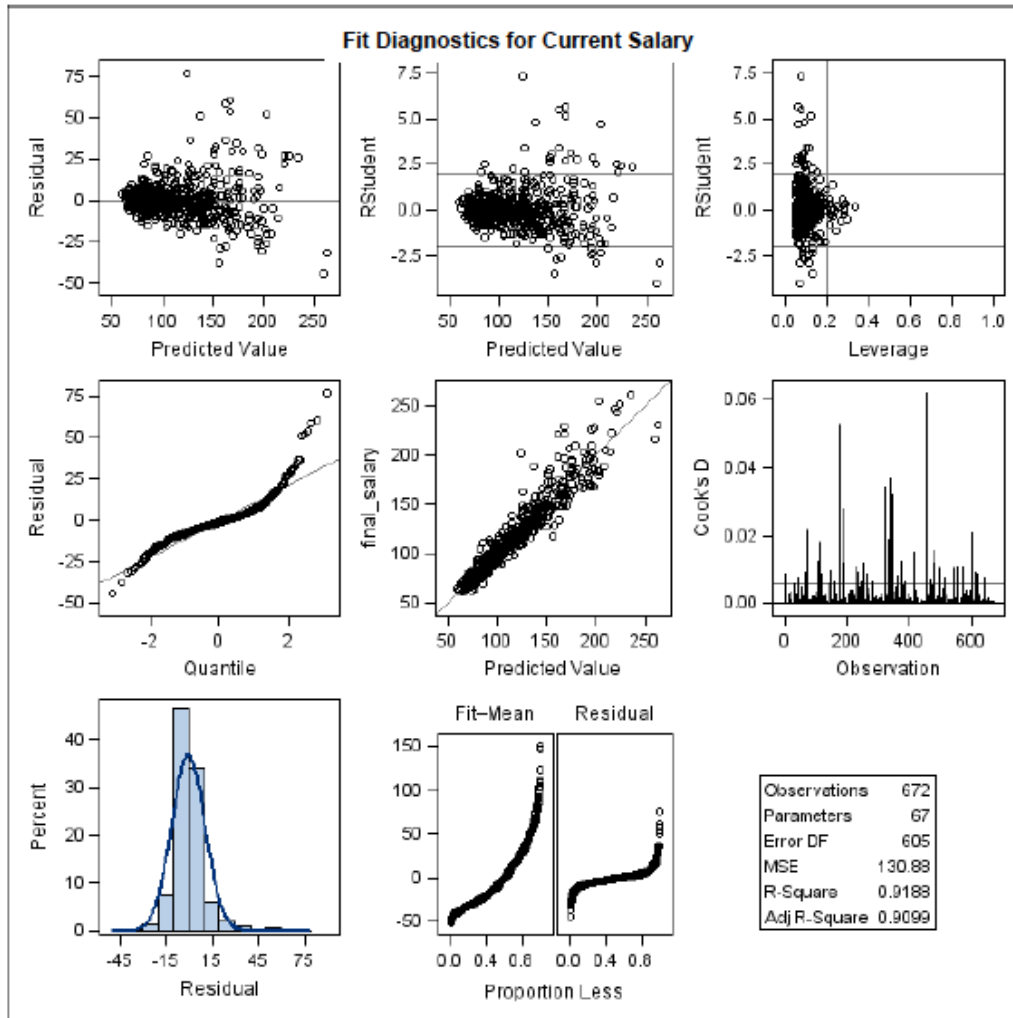 Fit Diagnostics for Current Salary
75
50
25
0
-25
-50
Residual
50 100 150 200 250
Predicted Value
7.5
5.0
2.5
0.0
-2.5
RStudent
50 100 150 200 250
Predicted Value
7.5
5.0
2.5
0.0
-2.5
RStudent
0.0 0.2 0.4 0.6 0.8 1.0
Leverage
75
50
25
0
-25
-50
Residual
-2 0 2
Quantile
250
200
150
100
50
final_salary
50 100 150 200 250
Predicted Value
0.06
0.04
0.02
0.00
Cook's D
0 200 400 600
Observation
40
30
20
10
0
Percent
-45 -15 15 45 75
Residual
Fit–Mean Residual
150
100
50
0
-50
0.0 0.4 0.8 0.0 0.4 0.8
Proportion Less
Observations 672
Parameters 67
Error DF 605
MSE 130.88
R-Square 0.9188
Adj R-Square 0.9099